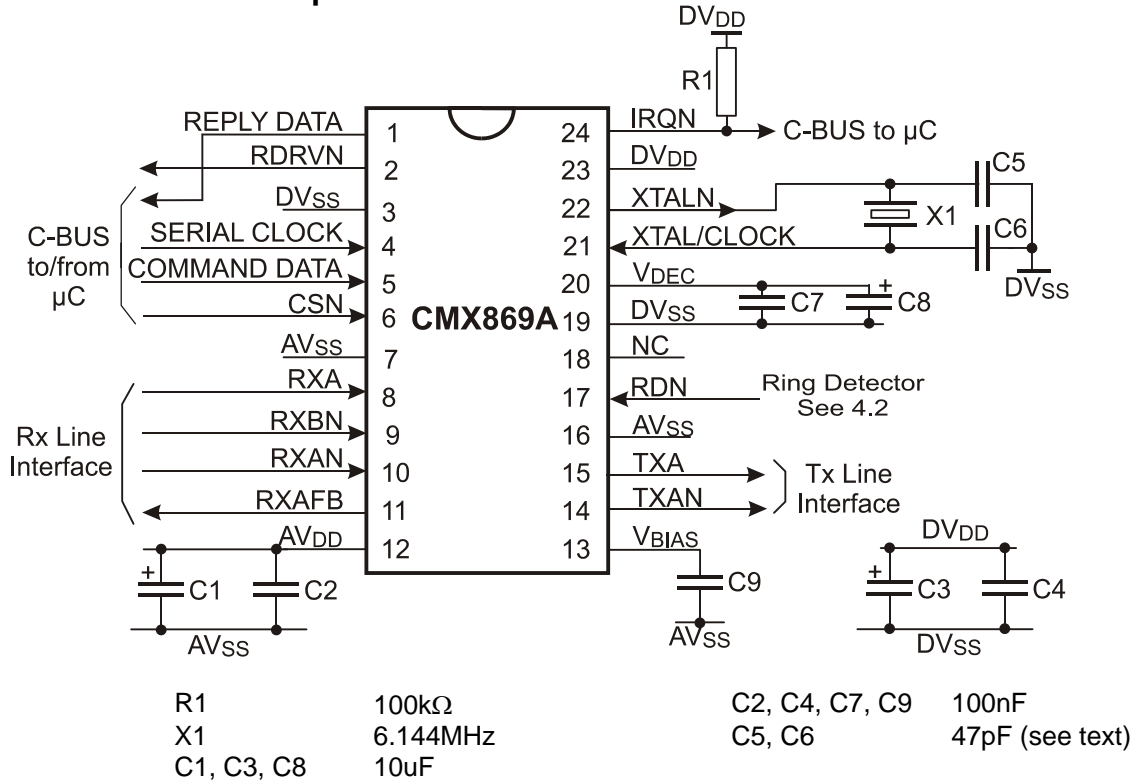 DVDD
R1
REPLY DATA
1
24
IRQN
C-BUS to µC
RDRVN
2
23
DVDD
C5
DVSS
3
22
XTALN
X1
SERIAL CLOCK
4
21
XTAL/CLOCK
C6
C-BUS
to/from
µC
COMMAND DATA
5
20
VDEC
+
DVSS
CSN
6
CMX869A
19
DVSS
C7
C8
AVSS
7
18
NC
RXA
8
17
RDN
Ring Detector
See 4.2
Rx Line
Interface
RXBN
9
16
AVSS
RXAN
10
15
TXA
Tx Line
Interface
RXAFB
11
14
TXAN
AVDD
12
13
VBIAS
DVDD
+
C1
C2
C9
+
C3
C4
AVSS
AVSS
DVSS
R1 100kΩ C2, C4, C7, C9 100nF
X1 6.144MHz C5, C6 47pF (see text)
C1, C3, C8 10uF